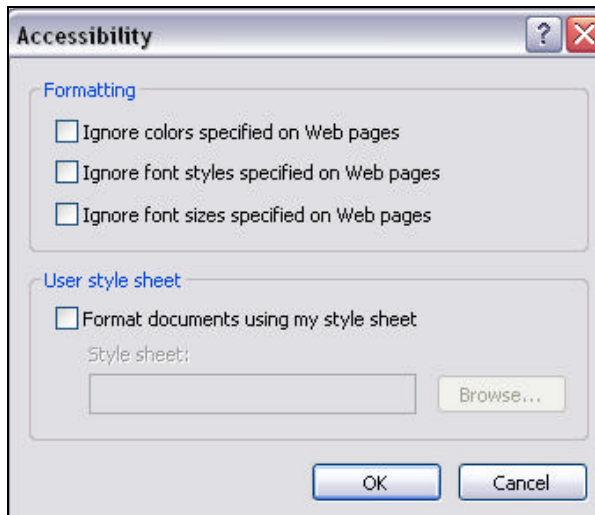 Accessibility
?
Formatting
Ignore colors specified on Web pages
Ignore font styles specified on Web pages
Ignore font sizes specified on Web pages
User style sheet
Format documents using my style sheet
Style sheet:
Browse...
OK Cancel